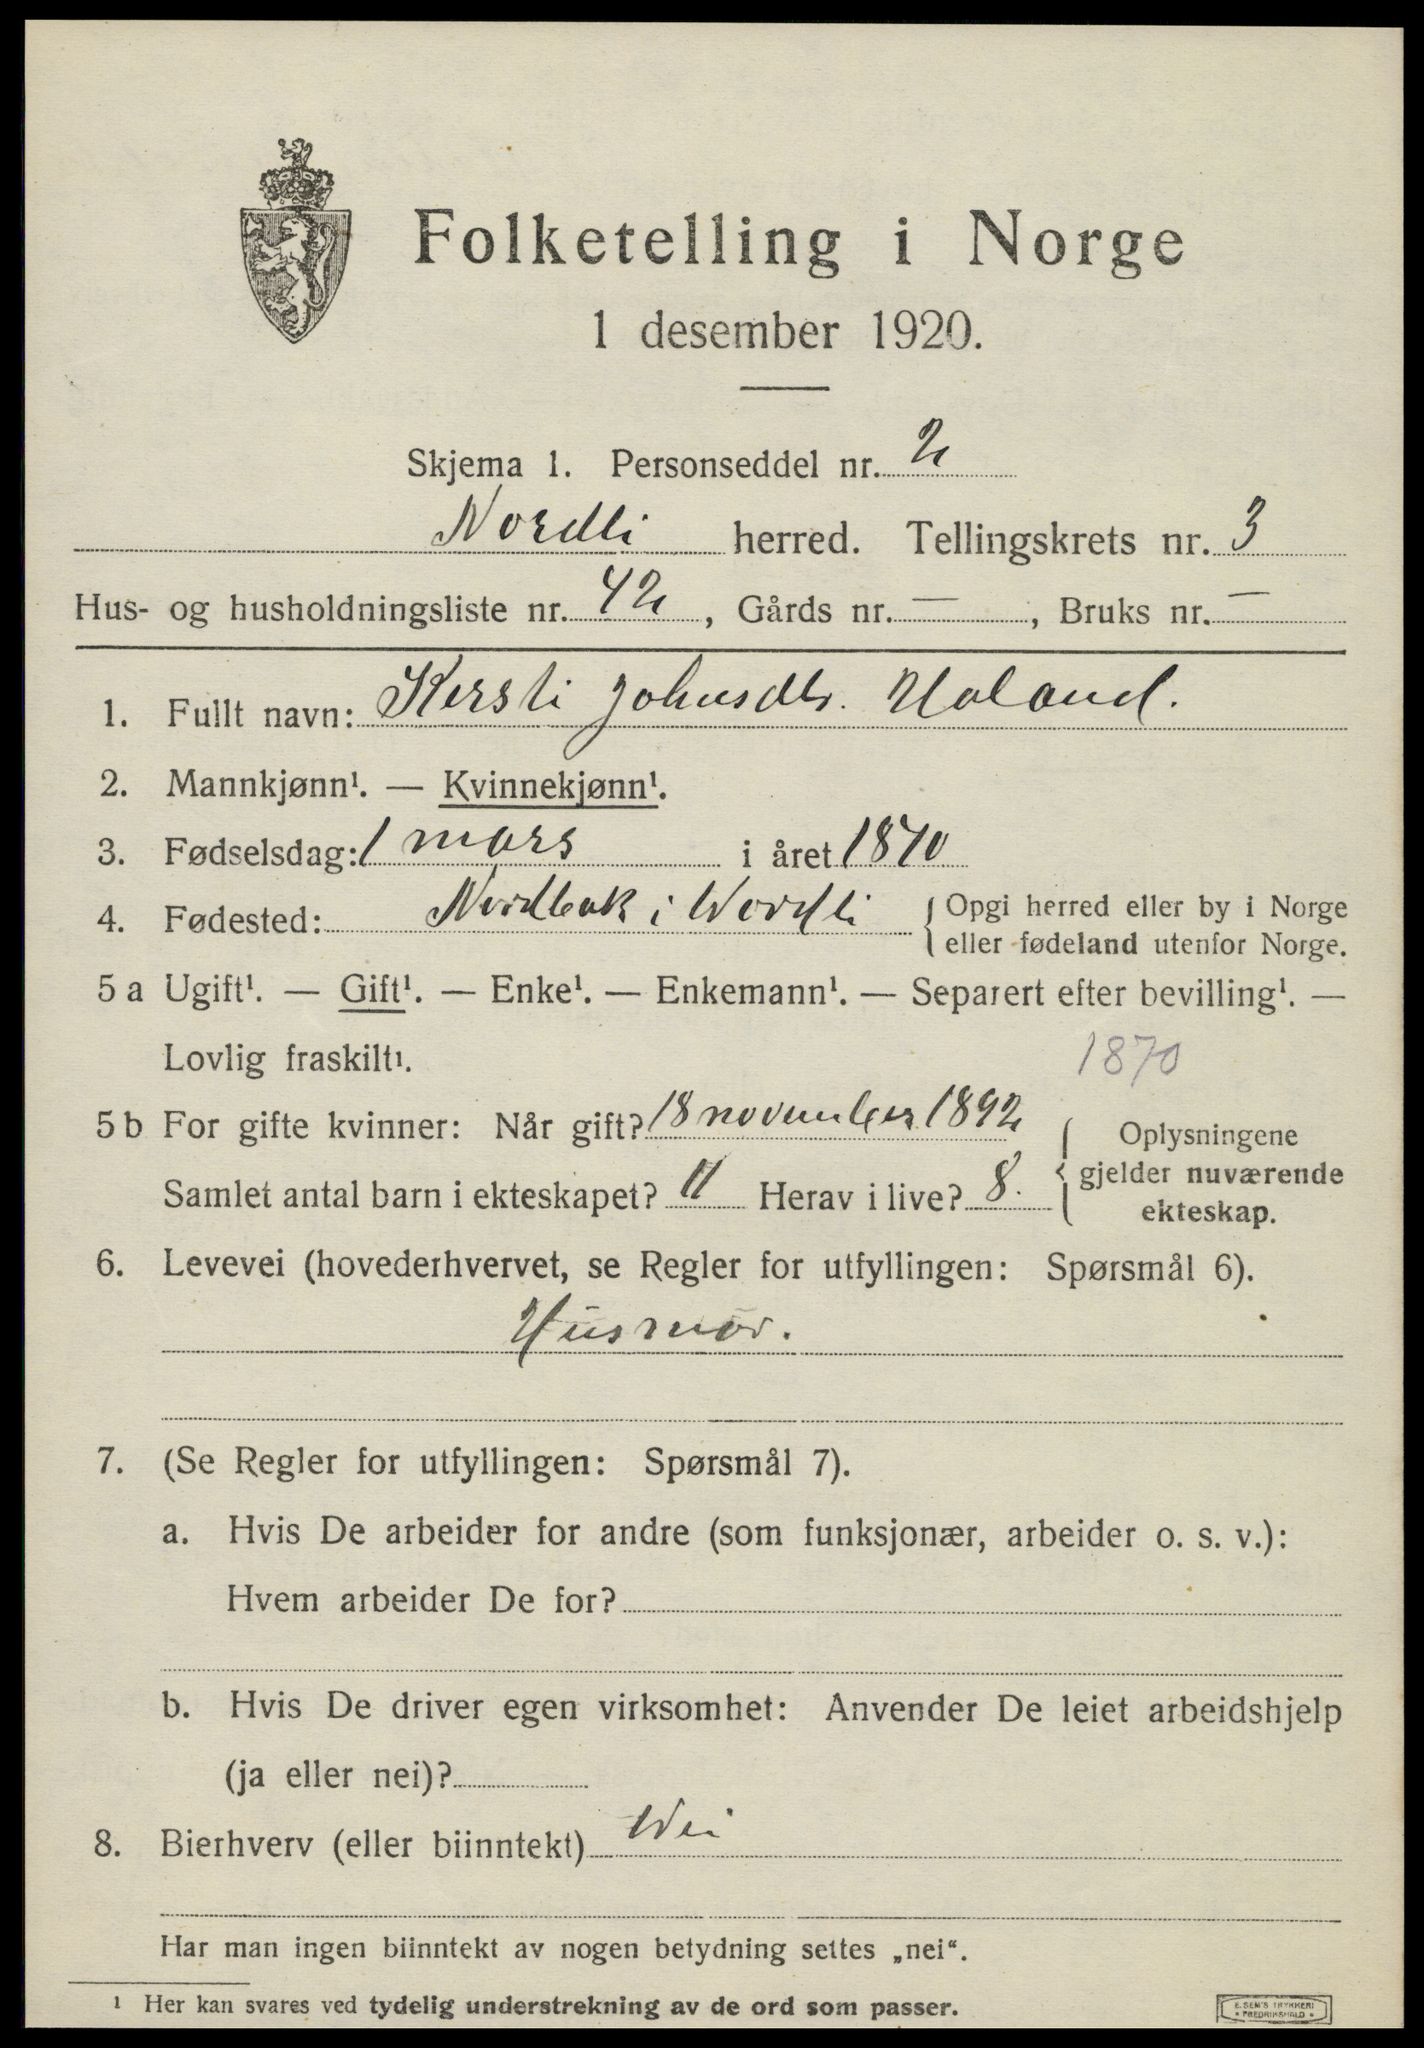 Folketelling i Norge
1 desember 1920.
Skjema 1. Personseddel nr. 2
Nordli herred. Tellingskrets nr. 3
Hus- og husholdningsliste nr. 42, Gårds nr. —, Bruks nr. —
1. Fullt navn: Kersti Johnsdtr. Holand.
2. Mannkjønn¹. — Kvinnekjønn¹.
3. Fødselsdag: 1 mars i året 1870
4. Fødested: Nordbak i Nordli { Opgi herred eller by i Norge
eller fødeland utenfor Norge.
5 a Ugift¹. — Gift¹. — Enke¹. — Enkemann¹. — Separert efter bevilling¹. —
Lovlig fraskilt¹.
1870
5 b For gifte kvinner: Når gift? 18 november 1892
Samlet antal barn i ekteskapet? 11 Herav i live? 8.
{ Oplysningene
gjelder nuværende
ekteskap.
6. Levevei (hovederhvervet, se Regler for utfyllingen: Spørsmål 6).
Husmor.
7. (Se Regler for utfyllingen: Spørsmål 7).
a. Hvis De arbeider for andre (som funksjonær, arbeider o. s. v.):
Hvem arbeider De for?
b. Hvis De driver egen virksomhet: Anvender De leiet arbeidshjelp
(ja eller nei)?
8. Bierhverv (eller biinntekt) Nei
Har man ingen biinntekt av nogen betydning settes „nei“.
¹ Her kan svares ved tydelig understrekning av de ord som passer.
E. SEM'S TRYKKERI
• FREDRIKSHALD •